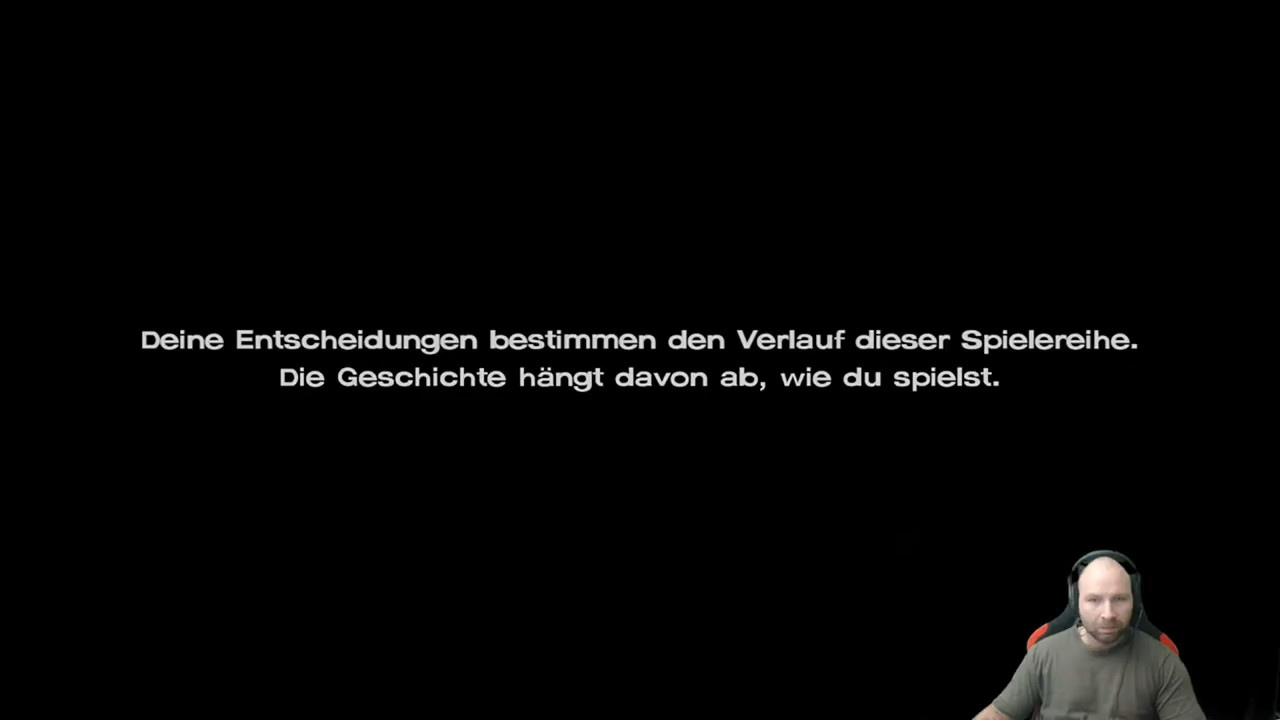 Deine Entscheidungen bestimmen den Verlauf dieser Spielereihe.
Die Geschichte hängt davon ab, wie du spielst.